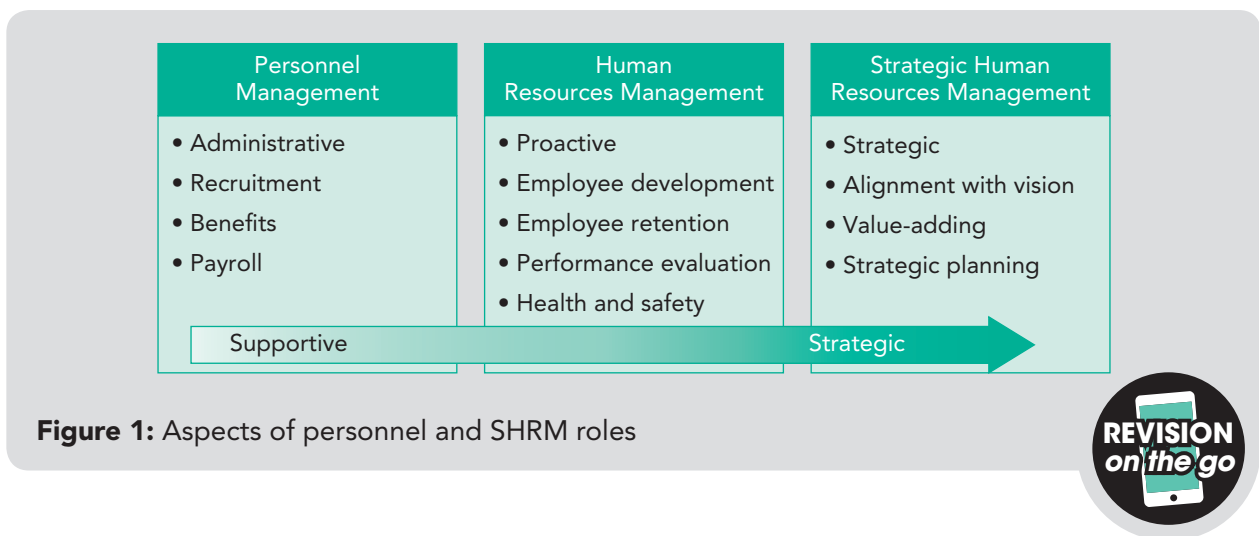 Personnel
Management
• Administrative
• Recruitment
• Benefits
• Payroll
Human
Resources Management
• Proactive
• Employee development
• Employee retention
• Performance evaluation
• Health and safety
Strategic Human
Resources Management
• Strategic
• Alignment with vision
• Value-adding
• Strategic planning
Supportive
Strategic
Figure 1: Aspects of personnel and SHRM roles
REVISION
on the go